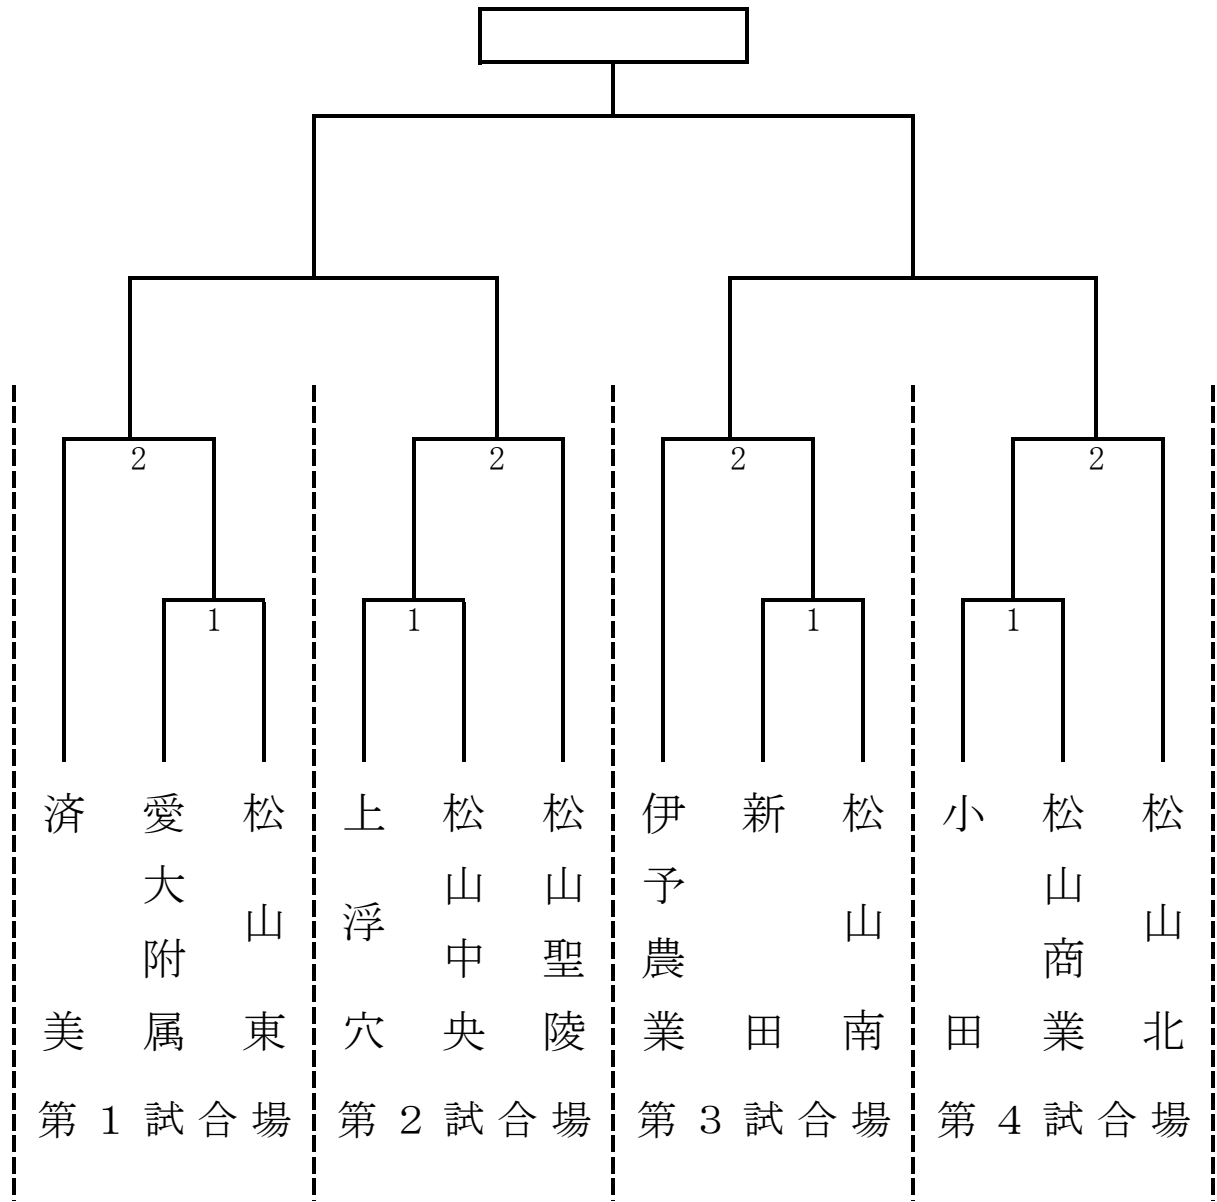 2
2
2
2
1
1
1
1
済美
愛大附属
松山東
上浮穴
松山中央
松山聖陵
伊予農業
新田
松山南
小田
松山商業
松山北
第1試合場
第2試合場
第3試合場
第4試合場